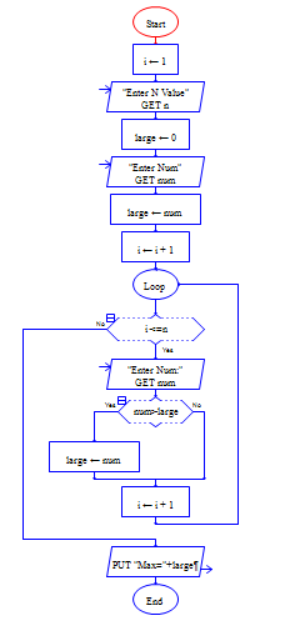 Start
i ← 1
"Enter N Value"
GET n
large ← 0
"Enter Num"
GET num
large ← num
i ← i + 1
Loop
No
i<=n
Yes
"Enter Num:"
GET num
Yes
num>large
No
large ← num
i ← i + 1
PUT "Max="+large¶
End